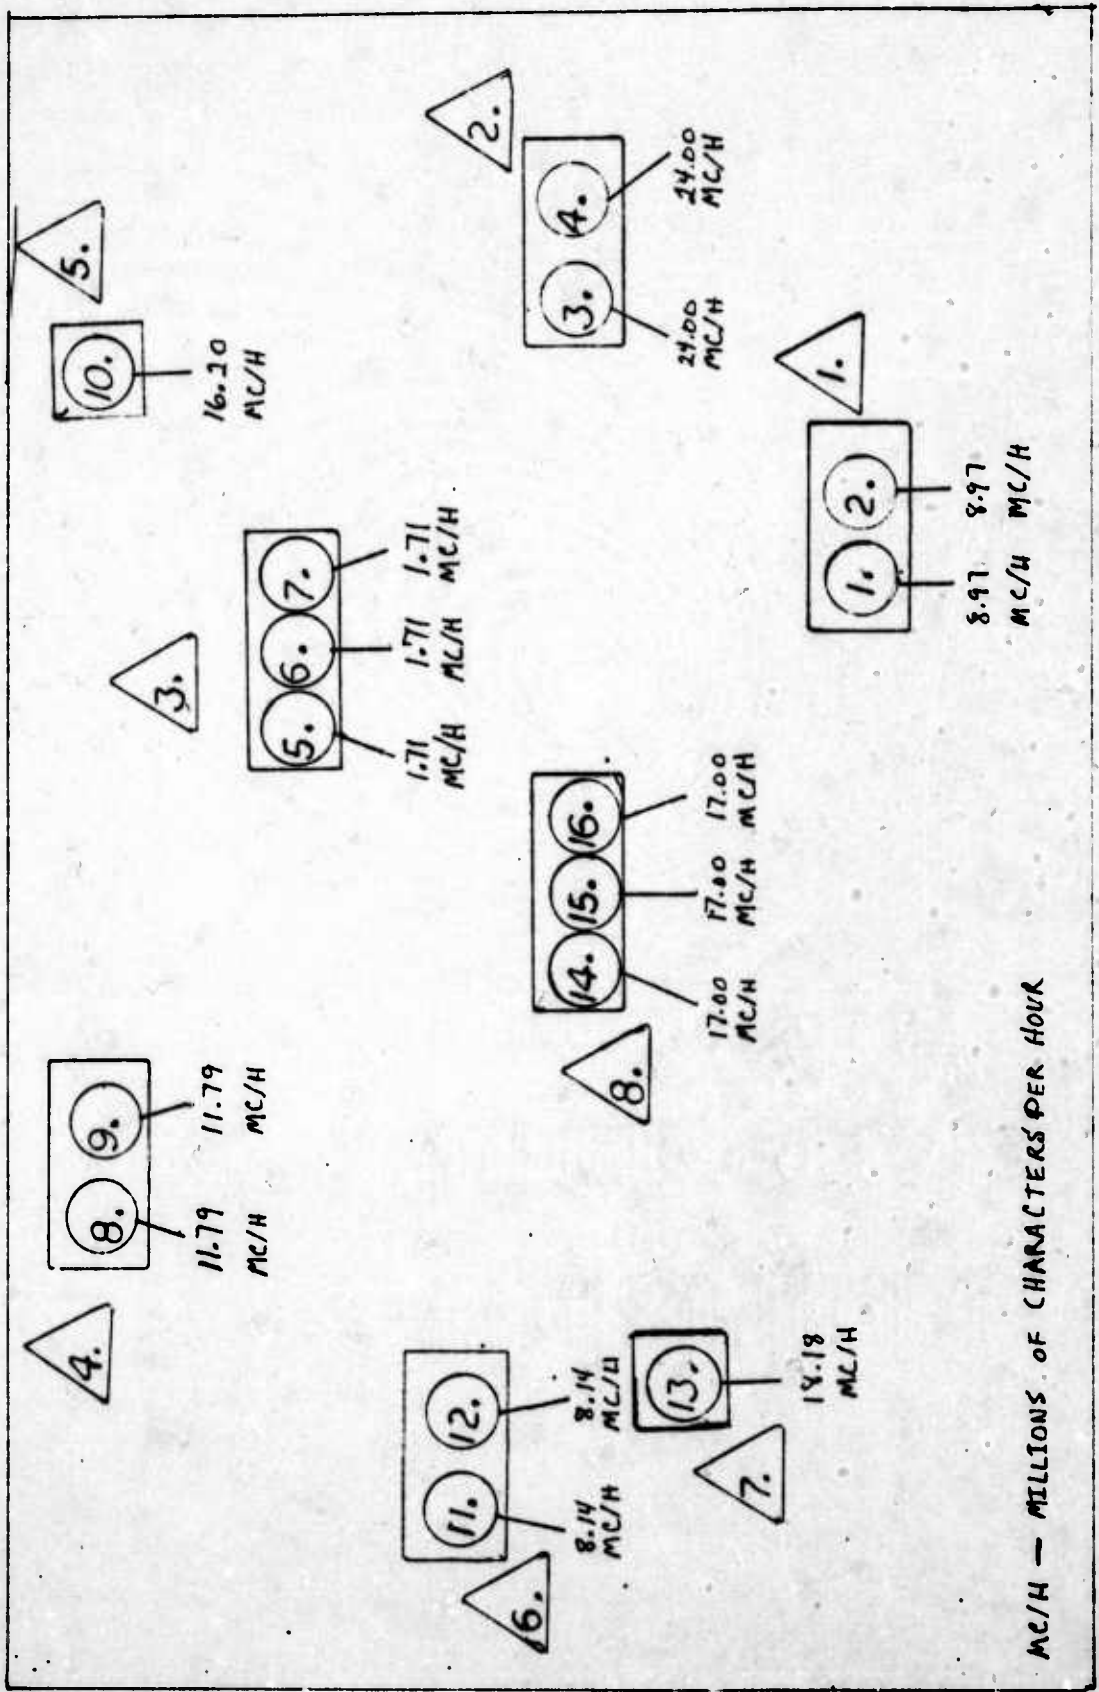 4.
8. 9.
11.79 11.79
MC/H MC/H
10.
5.
16.20
MC/H
3.
5. 6. 7.
1.71 1.71 1.71
MC/H MC/H MC/H
2.
3. 4.
24.00 24.00
MC/H MC/H
11. 12.
6.
8.14 8.14
MC/H MC/H
14. 15. 16.
8.
17.00 17.00 17.00
MC/H MC/H MC/H
13.
7.
18.18
MC/H
1.
1. 2.
8.97 8.97
MC/H MC/H
MC/H — MILLIONS OF CHARACTERS PER HOUR